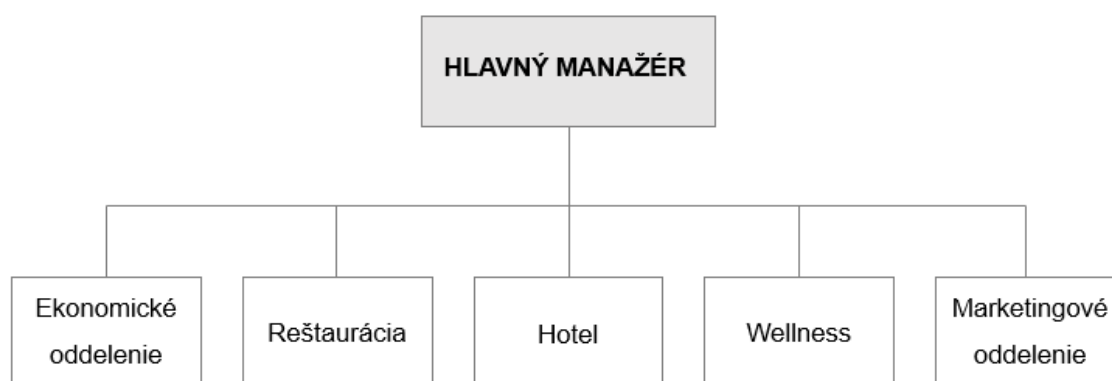 HLAVNÝ MANAŽÉR
Ekonomické
oddelenie
Reštaurácia
Hotel
Wellness
Marketingové
oddelenie